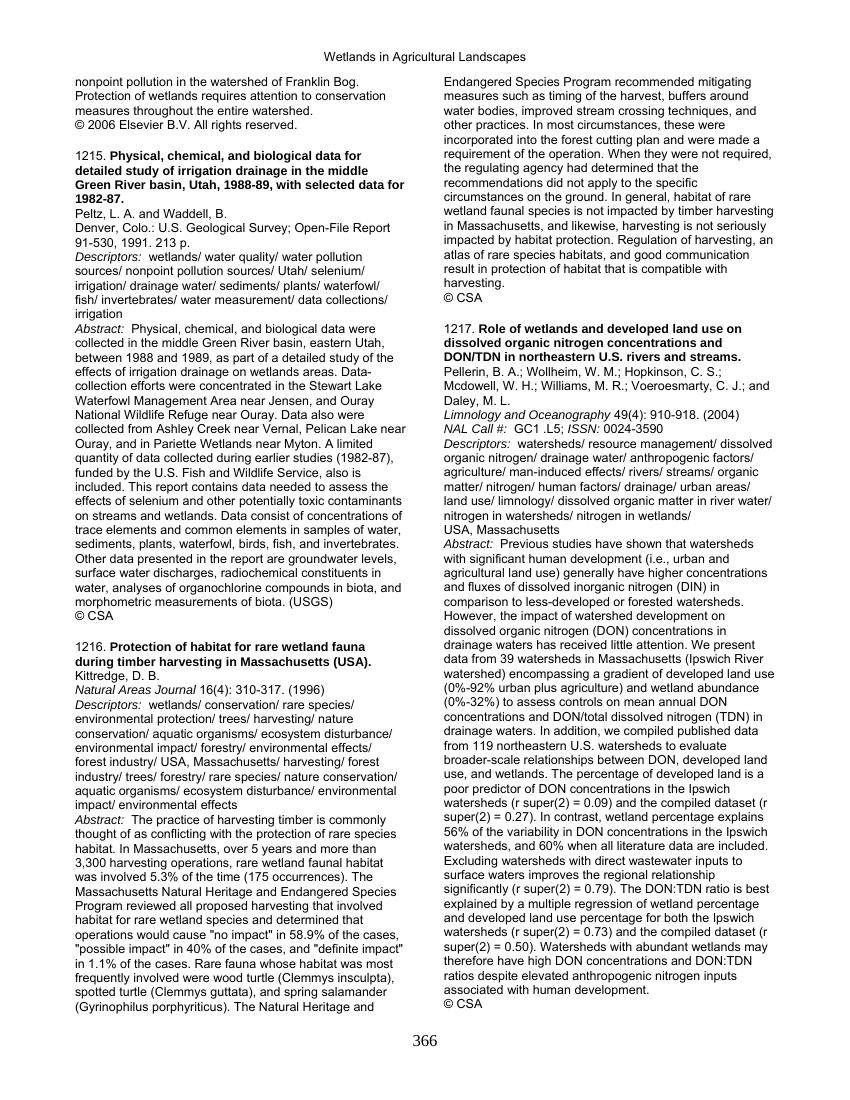 Wetlands in Agricultural Landscapes
nonpoint pollution in the watershed of Franklin Bog.
Protection of wetlands requires attention to conservation
measures throughout the entire watershed.
© 2006 Elsevier B.V. All rights reserved.
1215. Physical, chemical, and biological data for
detailed study of irrigation drainage in the middle
Green River basin, Utah, 1988-89, with selected data for
1982-87.
Peltz, L. A. and Waddell, B.
Denver, Colo.: U.S. Geological Survey; Open-File Report
91-530, 1991. 213 p.
Descriptors: wetlands/ water quality/ water pollution
sources/ nonpoint pollution sources/ Utah/ selenium/
irrigation/ drainage water/ sediments/ plants/ waterfowl/
fish/ invertebrates/ water measurement/ data collections/
irrigation
Abstract: Physical, chemical, and biological data were
collected in the middle Green River basin, eastern Utah,
between 1988 and 1989, as part of a detailed study of the
effects of irrigation drainage on wetlands areas. Data-
collection efforts were concentrated in the Stewart Lake
Waterfowl Management Area near Jensen, and Ouray
National Wildlife Refuge near Ouray. Data also were
collected from Ashley Creek near Vernal, Pelican Lake near
Ouray, and in Pariette Wetlands near Myton. A limited
quantity of data collected during earlier studies (1982-87),
funded by the U.S. Fish and Wildlife Service, also is
included. This report contains data needed to assess the
effects of selenium and other potentially toxic contaminants
on streams and wetlands. Data consist of concentrations of
trace elements and common elements in samples of water,
sediments, plants, waterfowl, birds, fish, and invertebrates.
Other data presented in the report are groundwater levels,
surface water discharges, radiochemical constituents in
water, analyses of organochlorine compounds in biota, and
morphometric measurements of biota. (USGS)
© CSA
1216. Protection of habitat for rare wetland fauna
during timber harvesting in Massachusetts (USA).
Kittredge, D. B.
Natural Areas Journal 16(4): 310-317. (1996)
Descriptors: wetlands/ conservation/ rare species/
environmental protection/ trees/ harvesting/ nature
conservation/ aquatic organisms/ ecosystem disturbance/
environmental impact/ forestry/ environmental effects/
forest industry/ USA, Massachusetts/ harvesting/ forest
industry/ trees/ forestry/ rare species/ nature conservation/
aquatic organisms/ ecosystem disturbance/ environmental
impact/ environmental effects
Abstract: The practice of harvesting timber is commonly
thought of as conflicting with the protection of rare species
habitat. In Massachusetts, over 5 years and more than
3,300 harvesting operations, rare wetland faunal habitat
was involved 5.3% of the time (175 occurrences). The
Massachusetts Natural Heritage and Endangered Species
Program reviewed all proposed harvesting that involved
habitat for rare wetland species and determined that
operations would cause "no impact" in 58.9% of the cases,
"possible impact" in 40% of the cases, and "definite impact"
in 1.1% of the cases. Rare fauna whose habitat was most
frequently involved were wood turtle (Clemmys insculpta),
spotted turtle (Clemmys guttata), and spring salamander
(Gyrinophilus porphyriticus). The Natural Heritage and
Endangered Species Program recommended mitigating
measures such as timing of the harvest, buffers around
water bodies, improved stream crossing techniques, and
other practices. In most circumstances, these were
incorporated into the forest cutting plan and were made a
requirement of the operation. When they were not required,
the regulating agency had determined that the
recommendations did not apply to the specific
circumstances on the ground. In general, habitat of rare
wetland faunal species is not impacted by timber harvesting
in Massachusetts, and likewise, harvesting is not seriously
impacted by habitat protection. Regulation of harvesting, an
atlas of rare species habitats, and good communication
result in protection of habitat that is compatible with
harvesting.
© CSA
1217. Role of wetlands and developed land use on
dissolved organic nitrogen concentrations and
DON/TDN in northeastern U.S. rivers and streams.
Pellerin, B. A.; Wollheim, W. M.; Hopkinson, C. S.;
Mcdowell, W. H.; Williams, M. R.; Voeroesmarty, C. J.; and
Daley, M. L.
Limnology and Oceanography 49(4): 910-918. (2004)
NAL Call #: GC1 .L5; ISSN: 0024-3590
Descriptors: watersheds/ resource management/ dissolved
organic nitrogen/ drainage water/ anthropogenic factors/
agriculture/ man-induced effects/ rivers/ streams/ organic
matter/ nitrogen/ human factors/ drainage/ urban areas/
land use/ limnology/ dissolved organic matter in river water/
nitrogen in watersheds/ nitrogen in wetlands/
USA, Massachusetts
Abstract: Previous studies have shown that watersheds
with significant human development (i.e., urban and
agricultural land use) generally have higher concentrations
and fluxes of dissolved inorganic nitrogen (DIN) in
comparison to less-developed or forested watersheds.
However, the impact of watershed development on
dissolved organic nitrogen (DON) concentrations in
drainage waters has received little attention. We present
data from 39 watersheds in Massachusetts (Ipswich River
watershed) encompassing a gradient of developed land use
(0%-92% urban plus agriculture) and wetland abundance
(0%-32%) to assess controls on mean annual DON
concentrations and DON/total dissolved nitrogen (TDN) in
drainage waters. In addition, we compiled published data
from 119 northeastern U.S. watersheds to evaluate
broader-scale relationships between DON, developed land
use, and wetlands. The percentage of developed land is a
poor predictor of DON concentrations in the Ipswich
watersheds (r super(2) = 0.09) and the compiled dataset (r
super(2) = 0.27). In contrast, wetland percentage explains
56% of the variability in DON concentrations in the Ipswich
watersheds, and 60% when all literature data are included.
Excluding watersheds with direct wastewater inputs to
surface waters improves the regional relationship
significantly (r super(2) = 0.79). The DON:TDN ratio is best
explained by a multiple regression of wetland percentage
and developed land use percentage for both the Ipswich
watersheds (r super(2) = 0.73) and the compiled dataset (r
super(2) = 0.50). Watersheds with abundant wetlands may
therefore have high DON concentrations and DON:TDN
ratios despite elevated anthropogenic nitrogen inputs
associated with human development.
© CSA
366